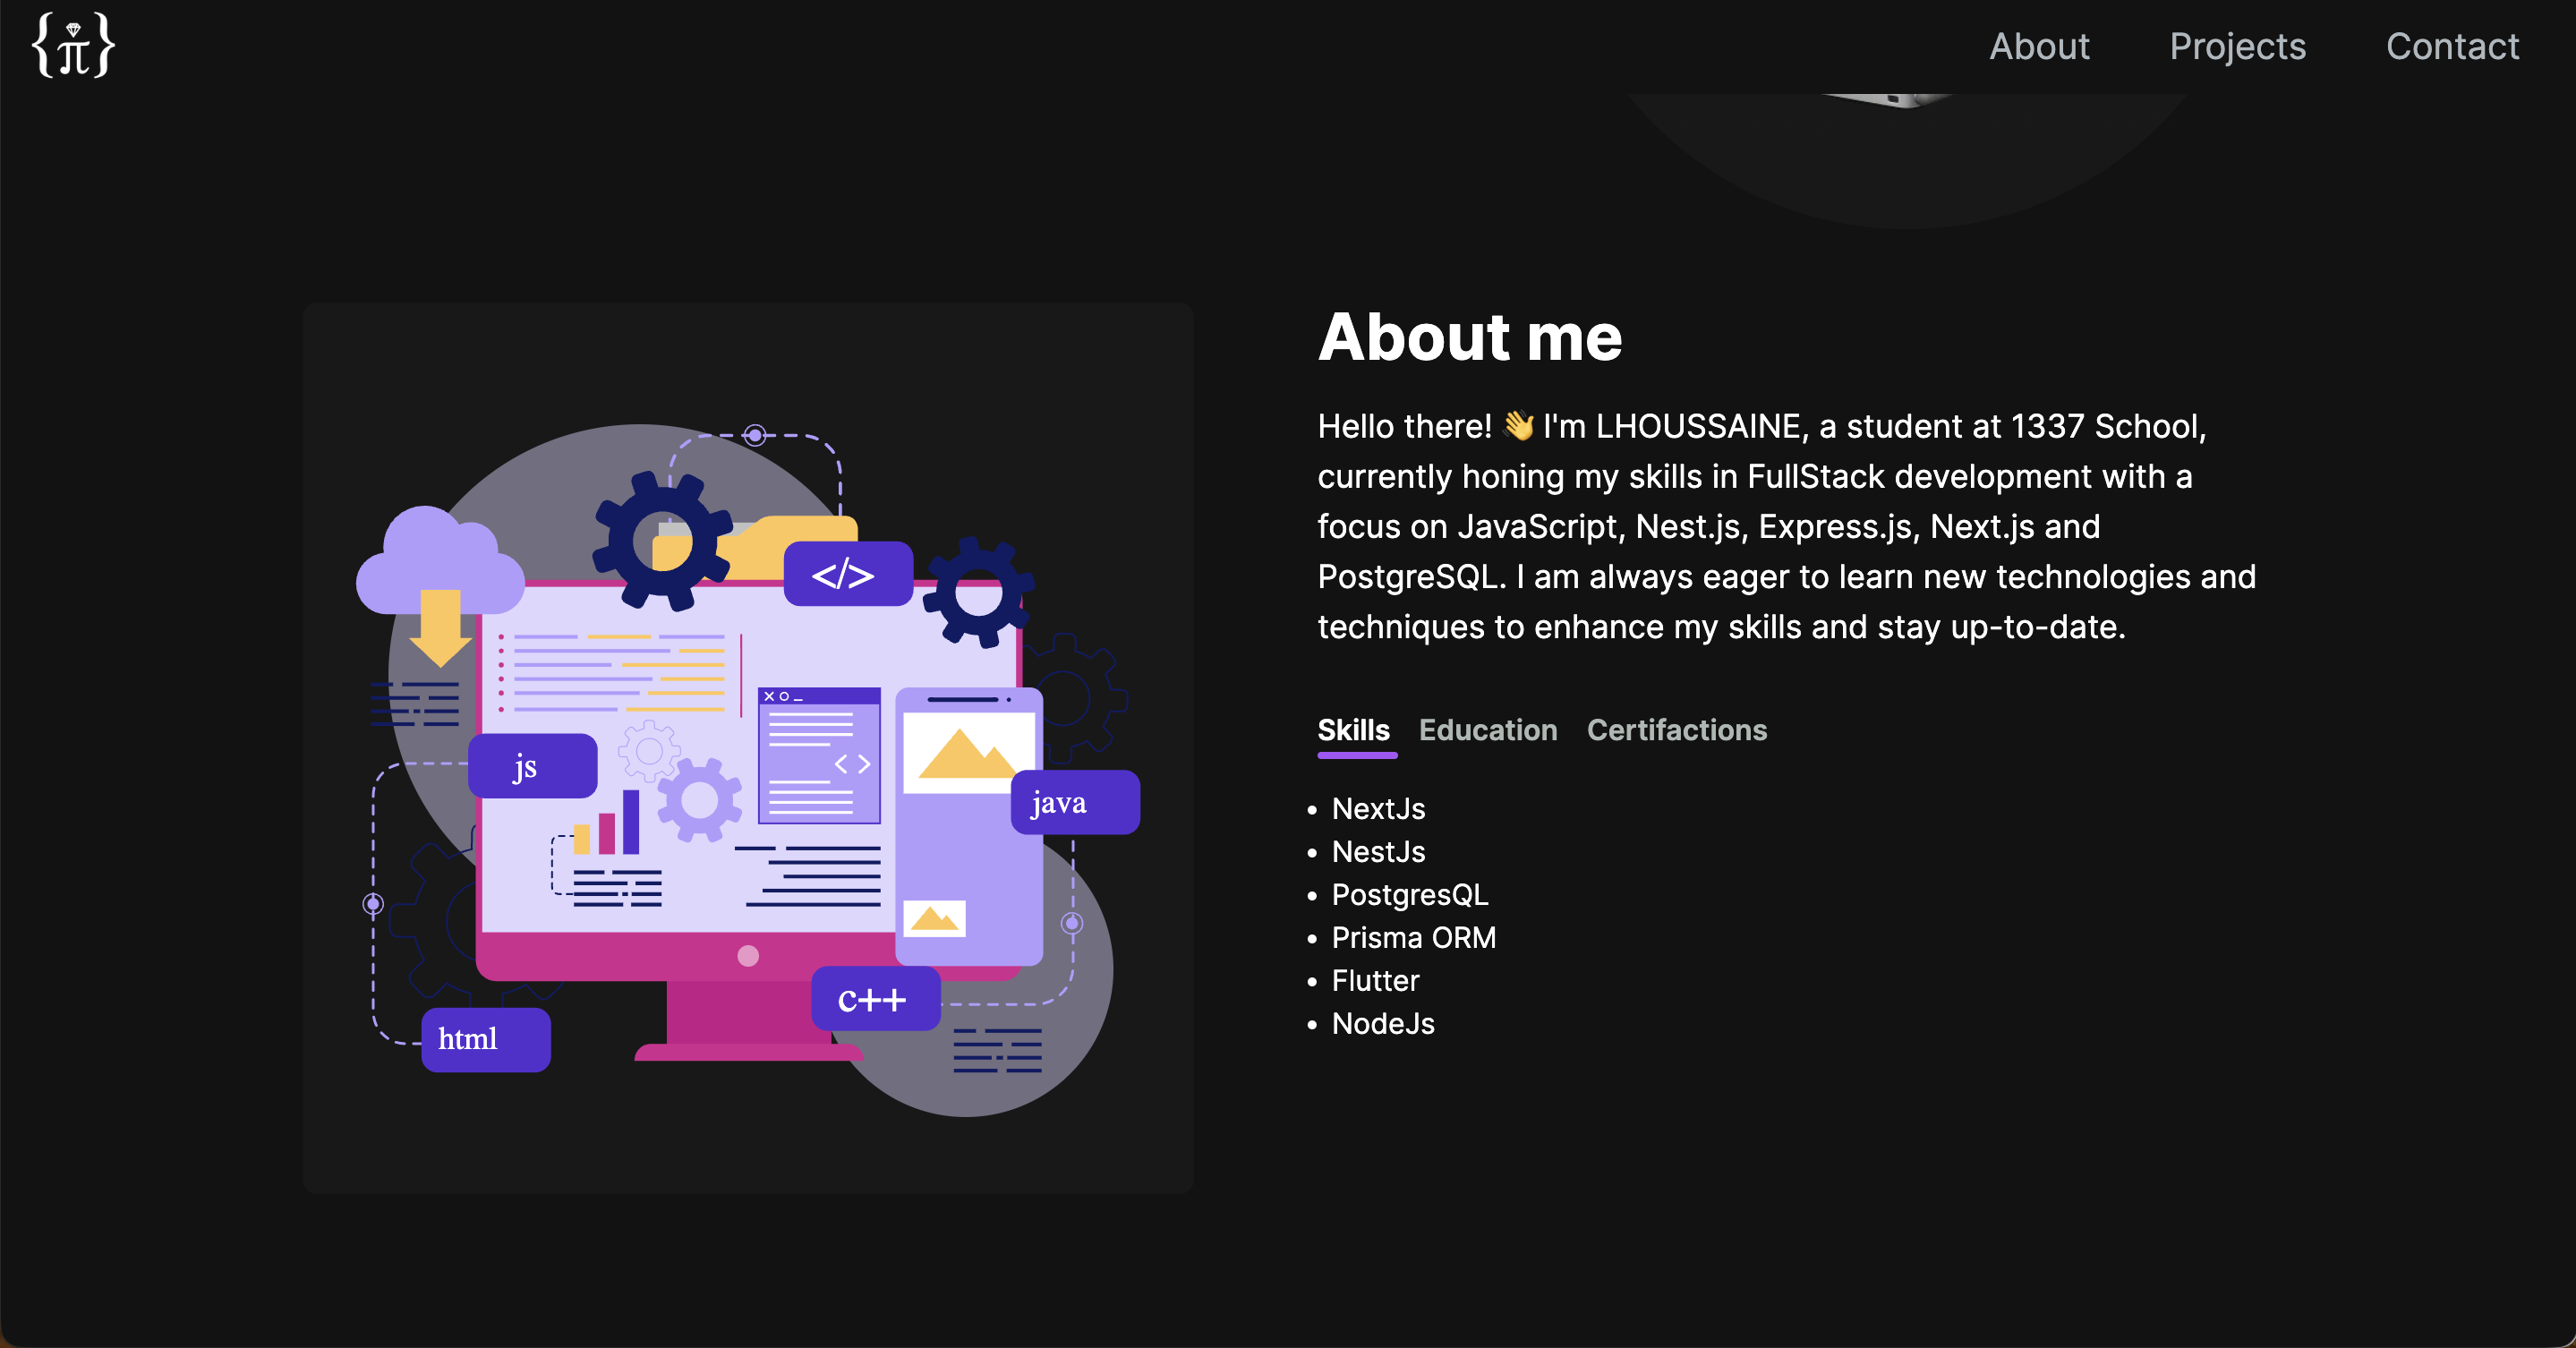 {π}
About Projects Contact
About me
Hello there! 👋 I'm LHOUSSAINE, a student at 1337 School,
currently honing my skills in FullStack development with a
focus on JavaScript, Nest.js, Express.js, Next.js and
PostgreSQL. I am always eager to learn new technologies and
techniques to enhance my skills and stay up-to-date.
Skills Education Certifactions
• NextJs
• NestJs
• PostgresQL
• Prisma ORM
• Flutter
• NodeJs
</>
js
< >
java
c++
html